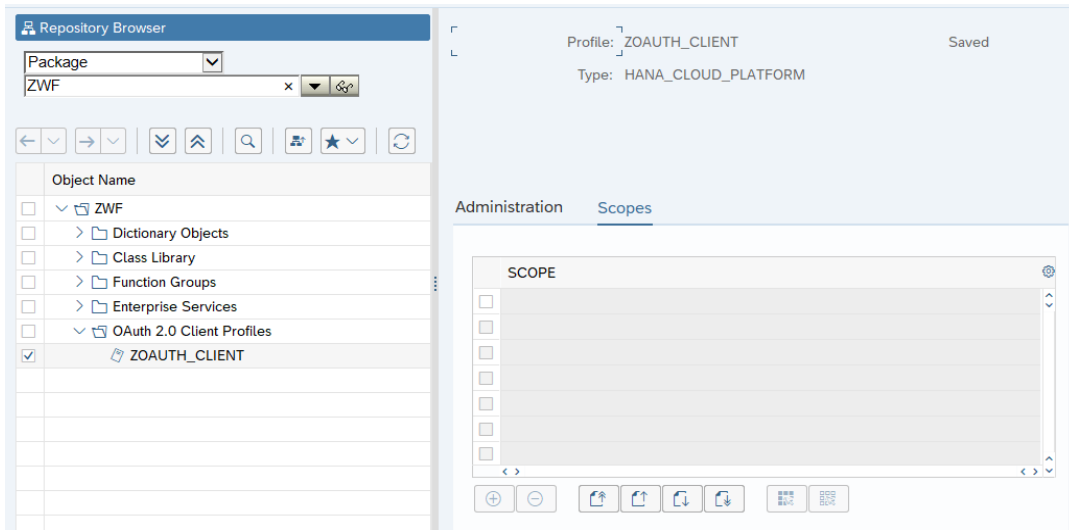 Repository Browser
Package
ZWF
Object Name
ZWF
Dictionary Objects
Class Library
Function Groups
Enterprise Services
OAuth 2.0 Client Profiles
ZOAUTH_CLIENT
Profile: ZOAUTH_CLIENT Saved
Type: HANA_CLOUD_PLATFORM
Administration Scopes
SCOPE